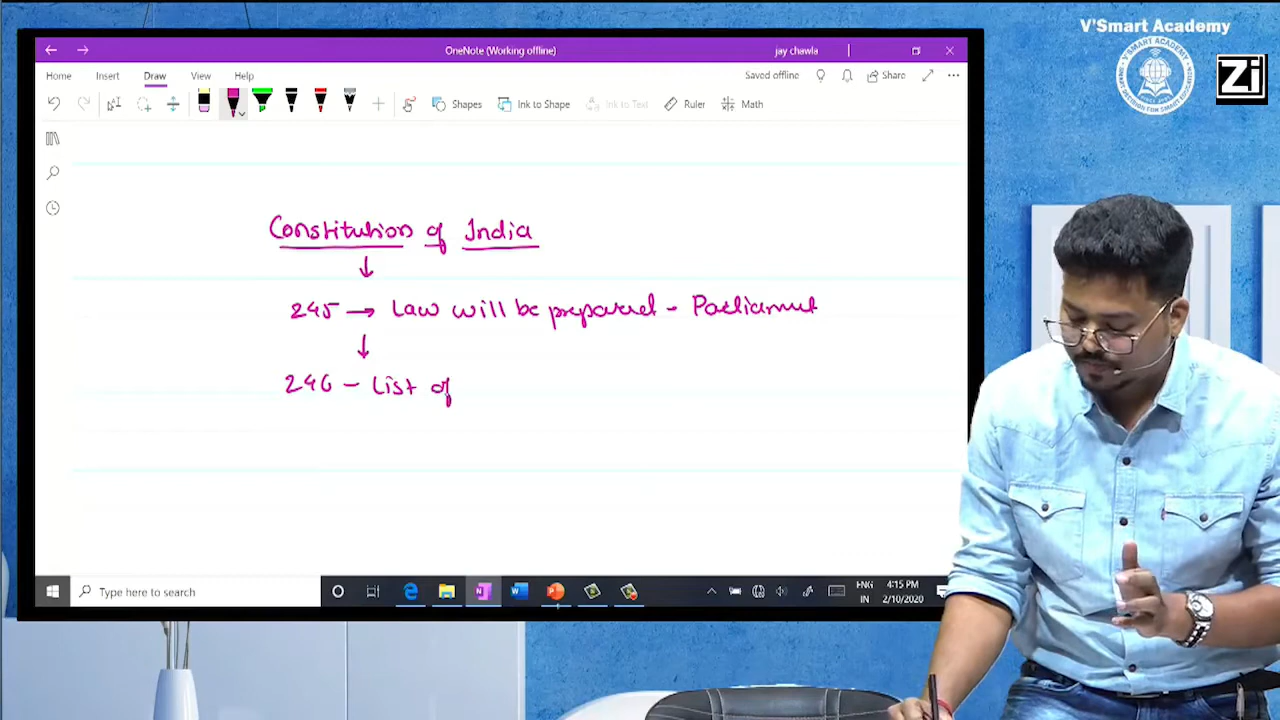 V'Smart Academy
OneNote (Working offline)
jay chawla
Home Insert Draw View Help
Saved offline
Share
Shapes
Ink to Shape
Ink to Text
Ruler
Math
Zi
Constitution of India
245 → Law will be prepared - Parliament
246 - List of
Type here to search
ENG
IN
4:15 PM
2/10/2020